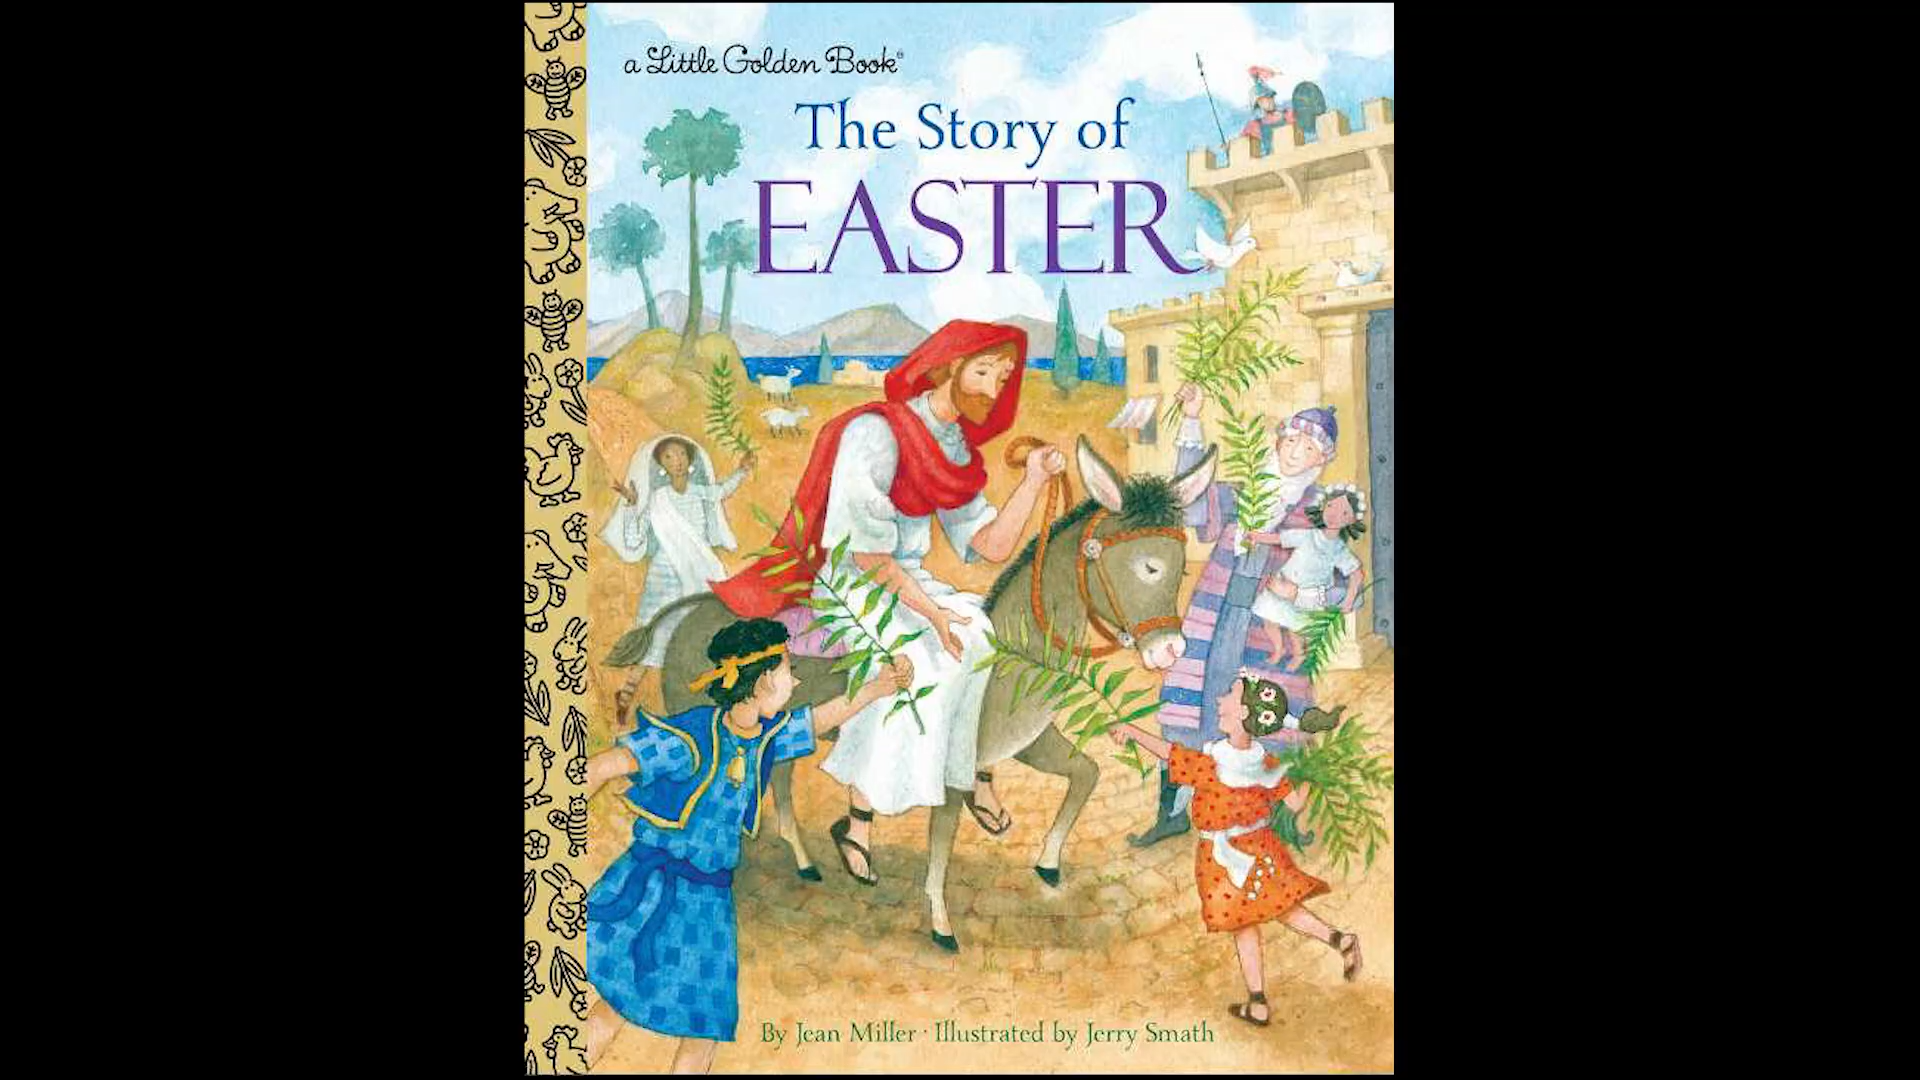 a Little Golden Book®
The Story of
EASTER
By Jean Miller · Illustrated by Jerry Smath